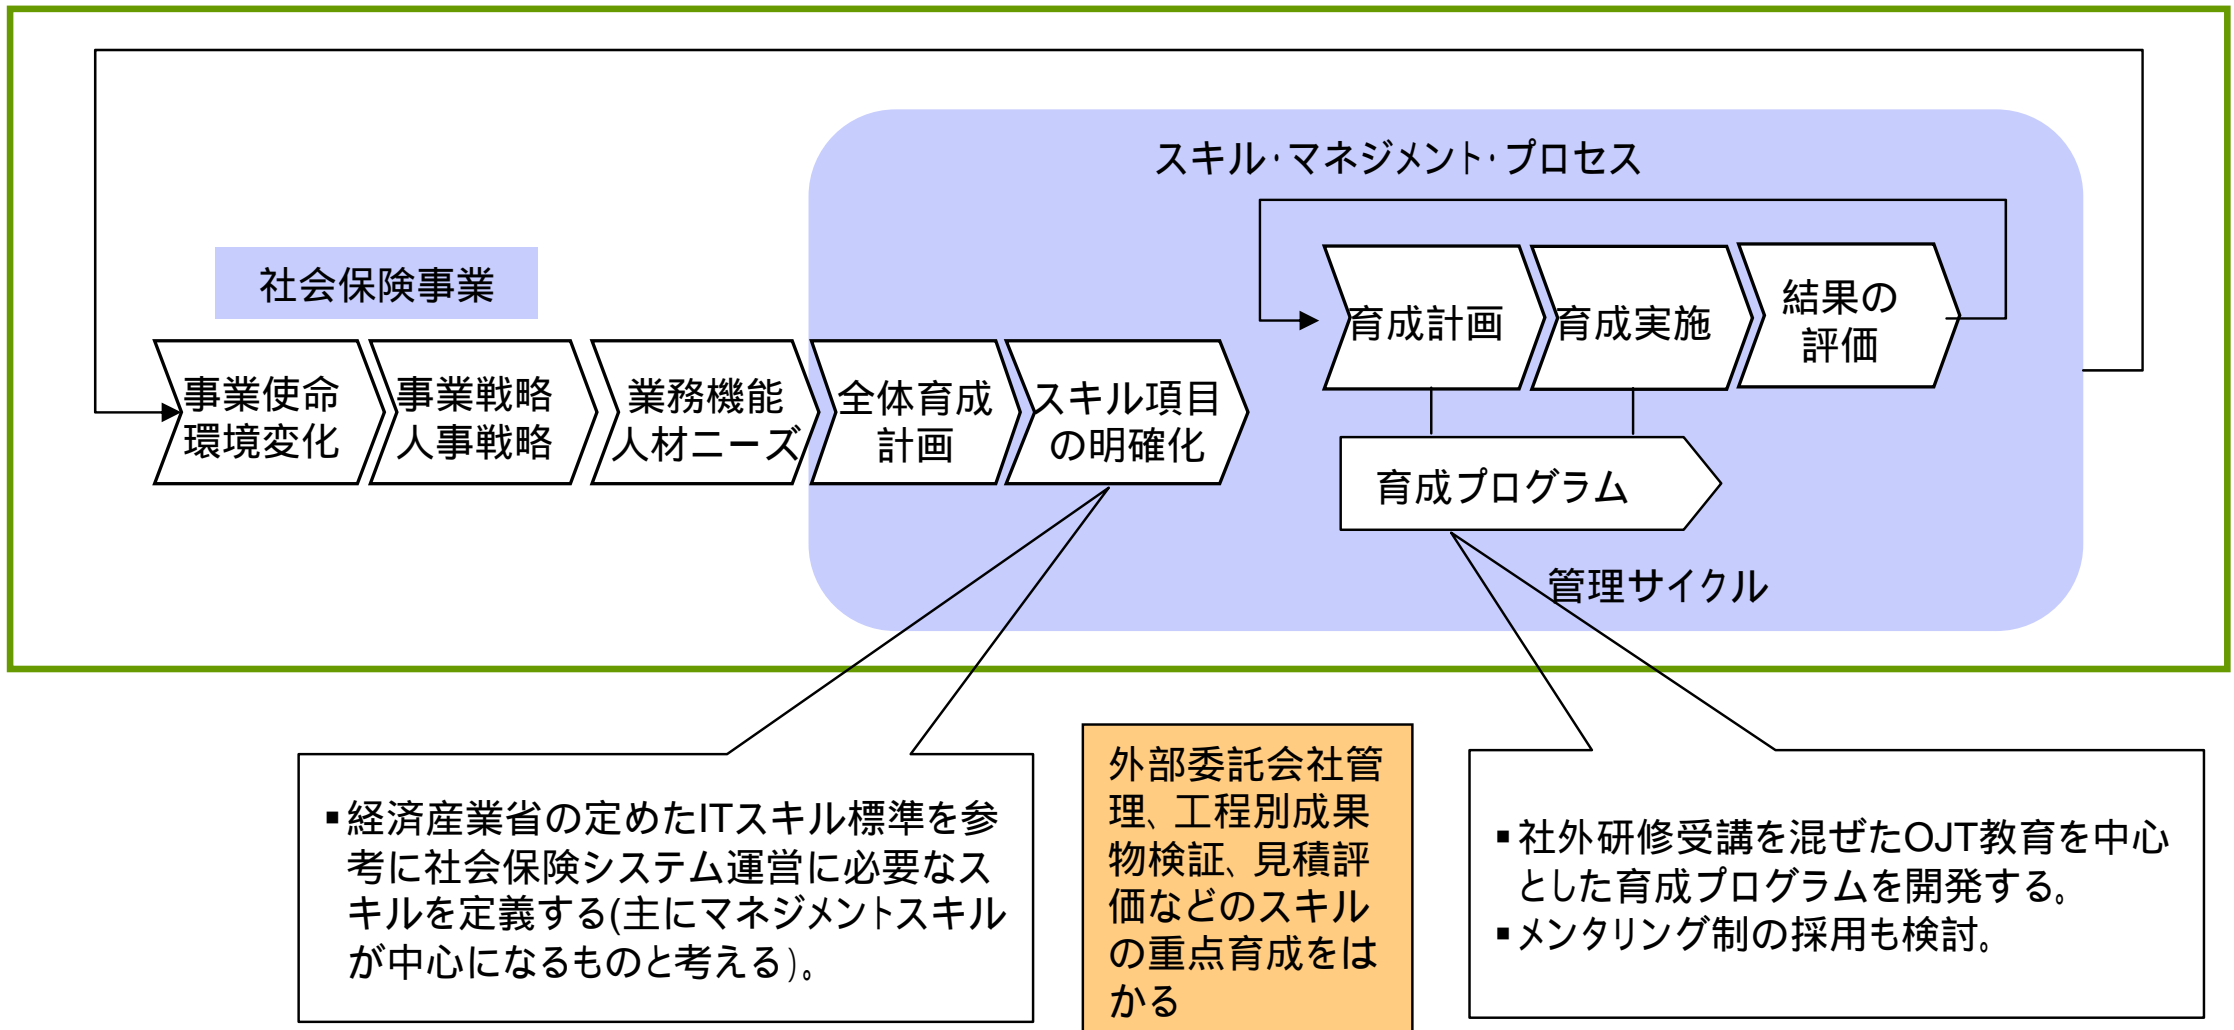 スキル・マネジメント・プロセス
社会保険事業
事業使命
環境変化
事業戦略
人事戦略
業務機能
人材ニーズ
全体育成
計画
スキル項目
の明確化
育成計画
育成実施
結果の
評価
育成プログラム
管理サイクル
▪経済産業省の定めたITスキル標準を参
考に社会保険システム運営に必要なス
キルを定義する(主にマネジメントスキル
が中心になるものと考える)。
外部委託会社管
理、工程別成果
物検証、見積評
価などのスキル
の重点育成をは
かる
▪社外研修受講を混ぜたOJT教育を中心
とした育成プログラムを開発する。
▪メンタリング制の採用も検討。